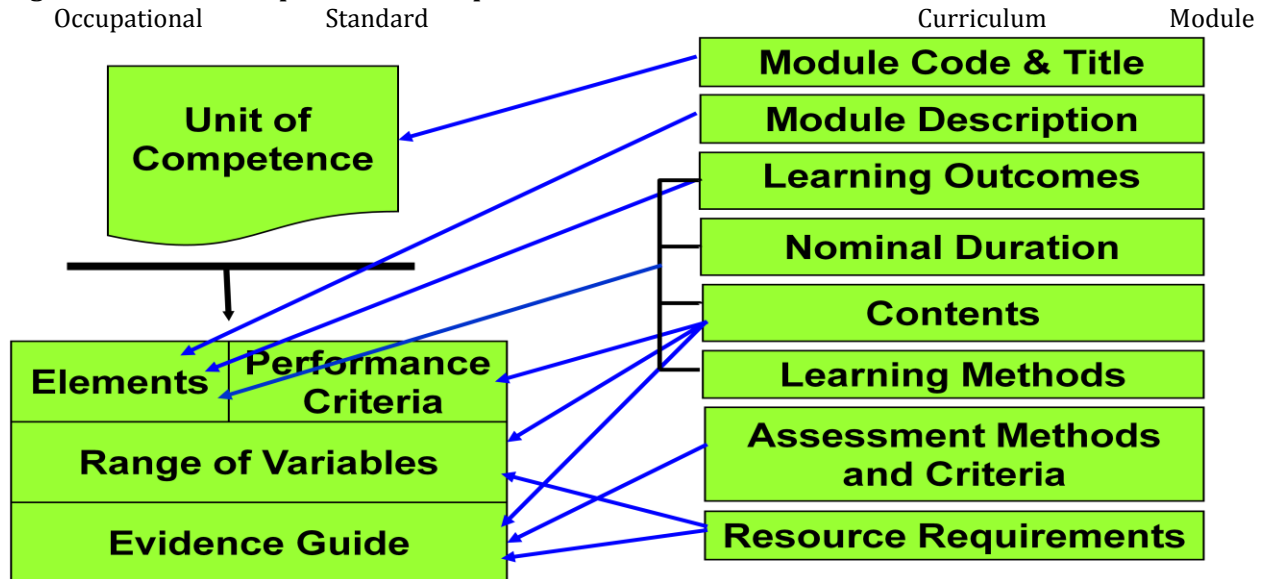 Occupational Standard Curriculum Module
Unit of
Competence
Elements
Performance
Criteria
Range of Variables
Evidence Guide
Module Code & Title
Module Description
Learning Outcomes
Nominal Duration
Contents
Learning Methods
Assessment Methods
and Criteria
Resource Requirements